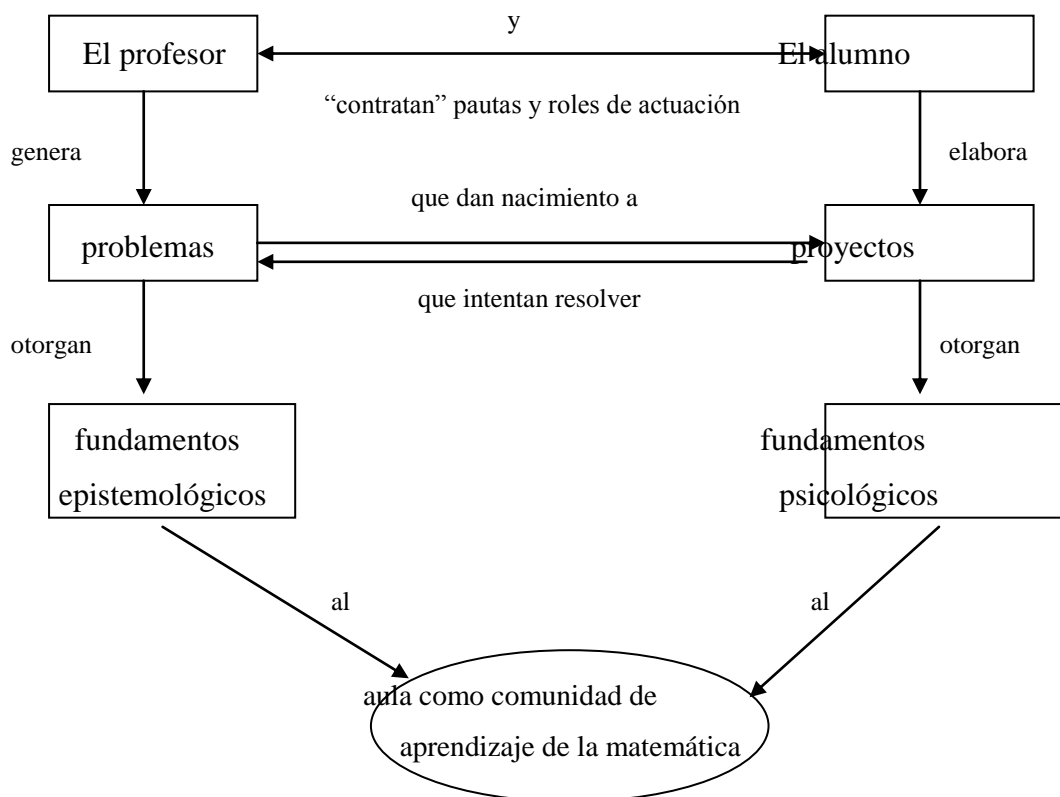 y
El profesor
El alumno
“contratan” pautas y roles de actuación
genera
elabora
que dan nacimiento a
problemas
proyectos
que intentan resolver
otorgan
otorgan
fundamentos
epistemológicos
fundamentos
psicológicos
al
al
aula como comunidad de
aprendizaje de la matemática